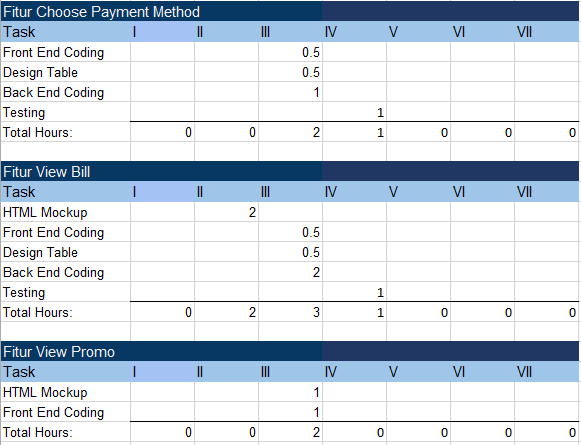 Fitur Choose Payment Method
Task I II III IV V VI VII
Front End Coding 0.5
Design Table 0.5
Back End Coding 1
Testing 1
Total Hours: 0 0 2 1 0 0 0
Fitur View Bill
Task I II III IV V VI VII
HTML Mockup 2
Front End Coding 0.5
Design Table 0.5
Back End Coding 2
Testing 1
Total Hours: 0 2 3 1 0 0 0
Fitur View Promo
Task I II III IV V VI VII
HTML Mockup 1
Front End Coding 1
Total Hours: 0 0 2 0 0 0 0